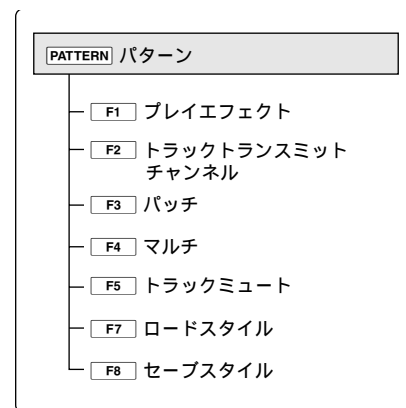 PATTERN パターン
F1 プレイエフェクト
F2 トラックトランスミット
チャンネル
F3 パッチ
F4 マルチ
F5 トラックミュート
F7 ロードスタイル
F8 セーブスタイル